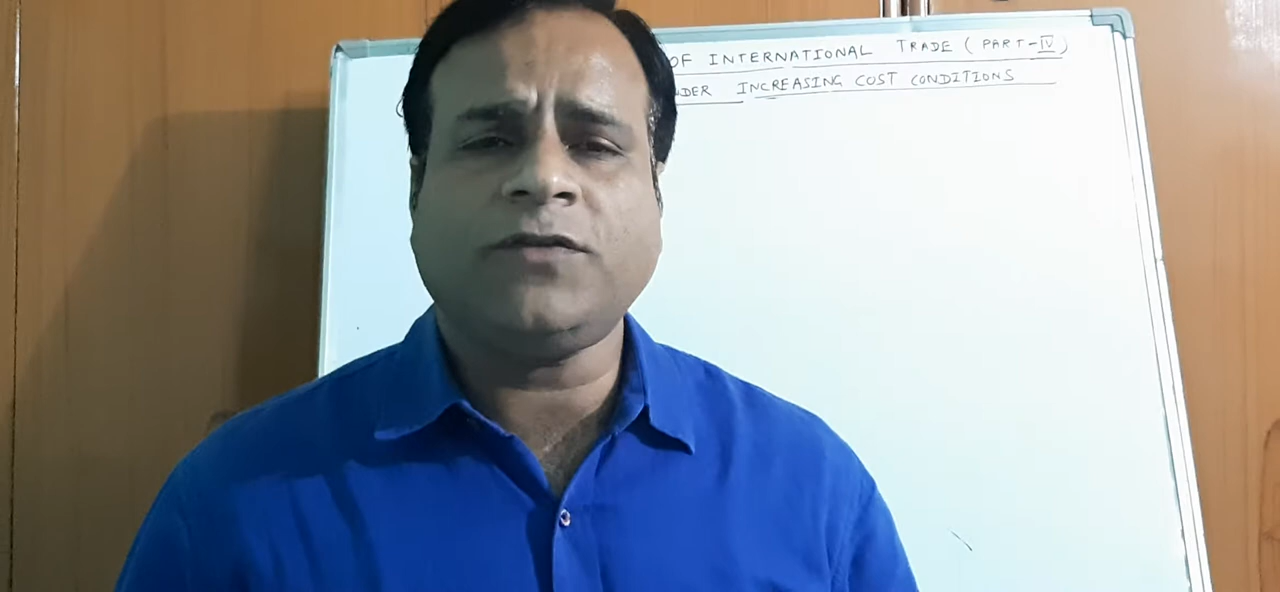 OF INTERNATIONAL TRADE (PART-IV)
INCREASING COST CONDITIONS